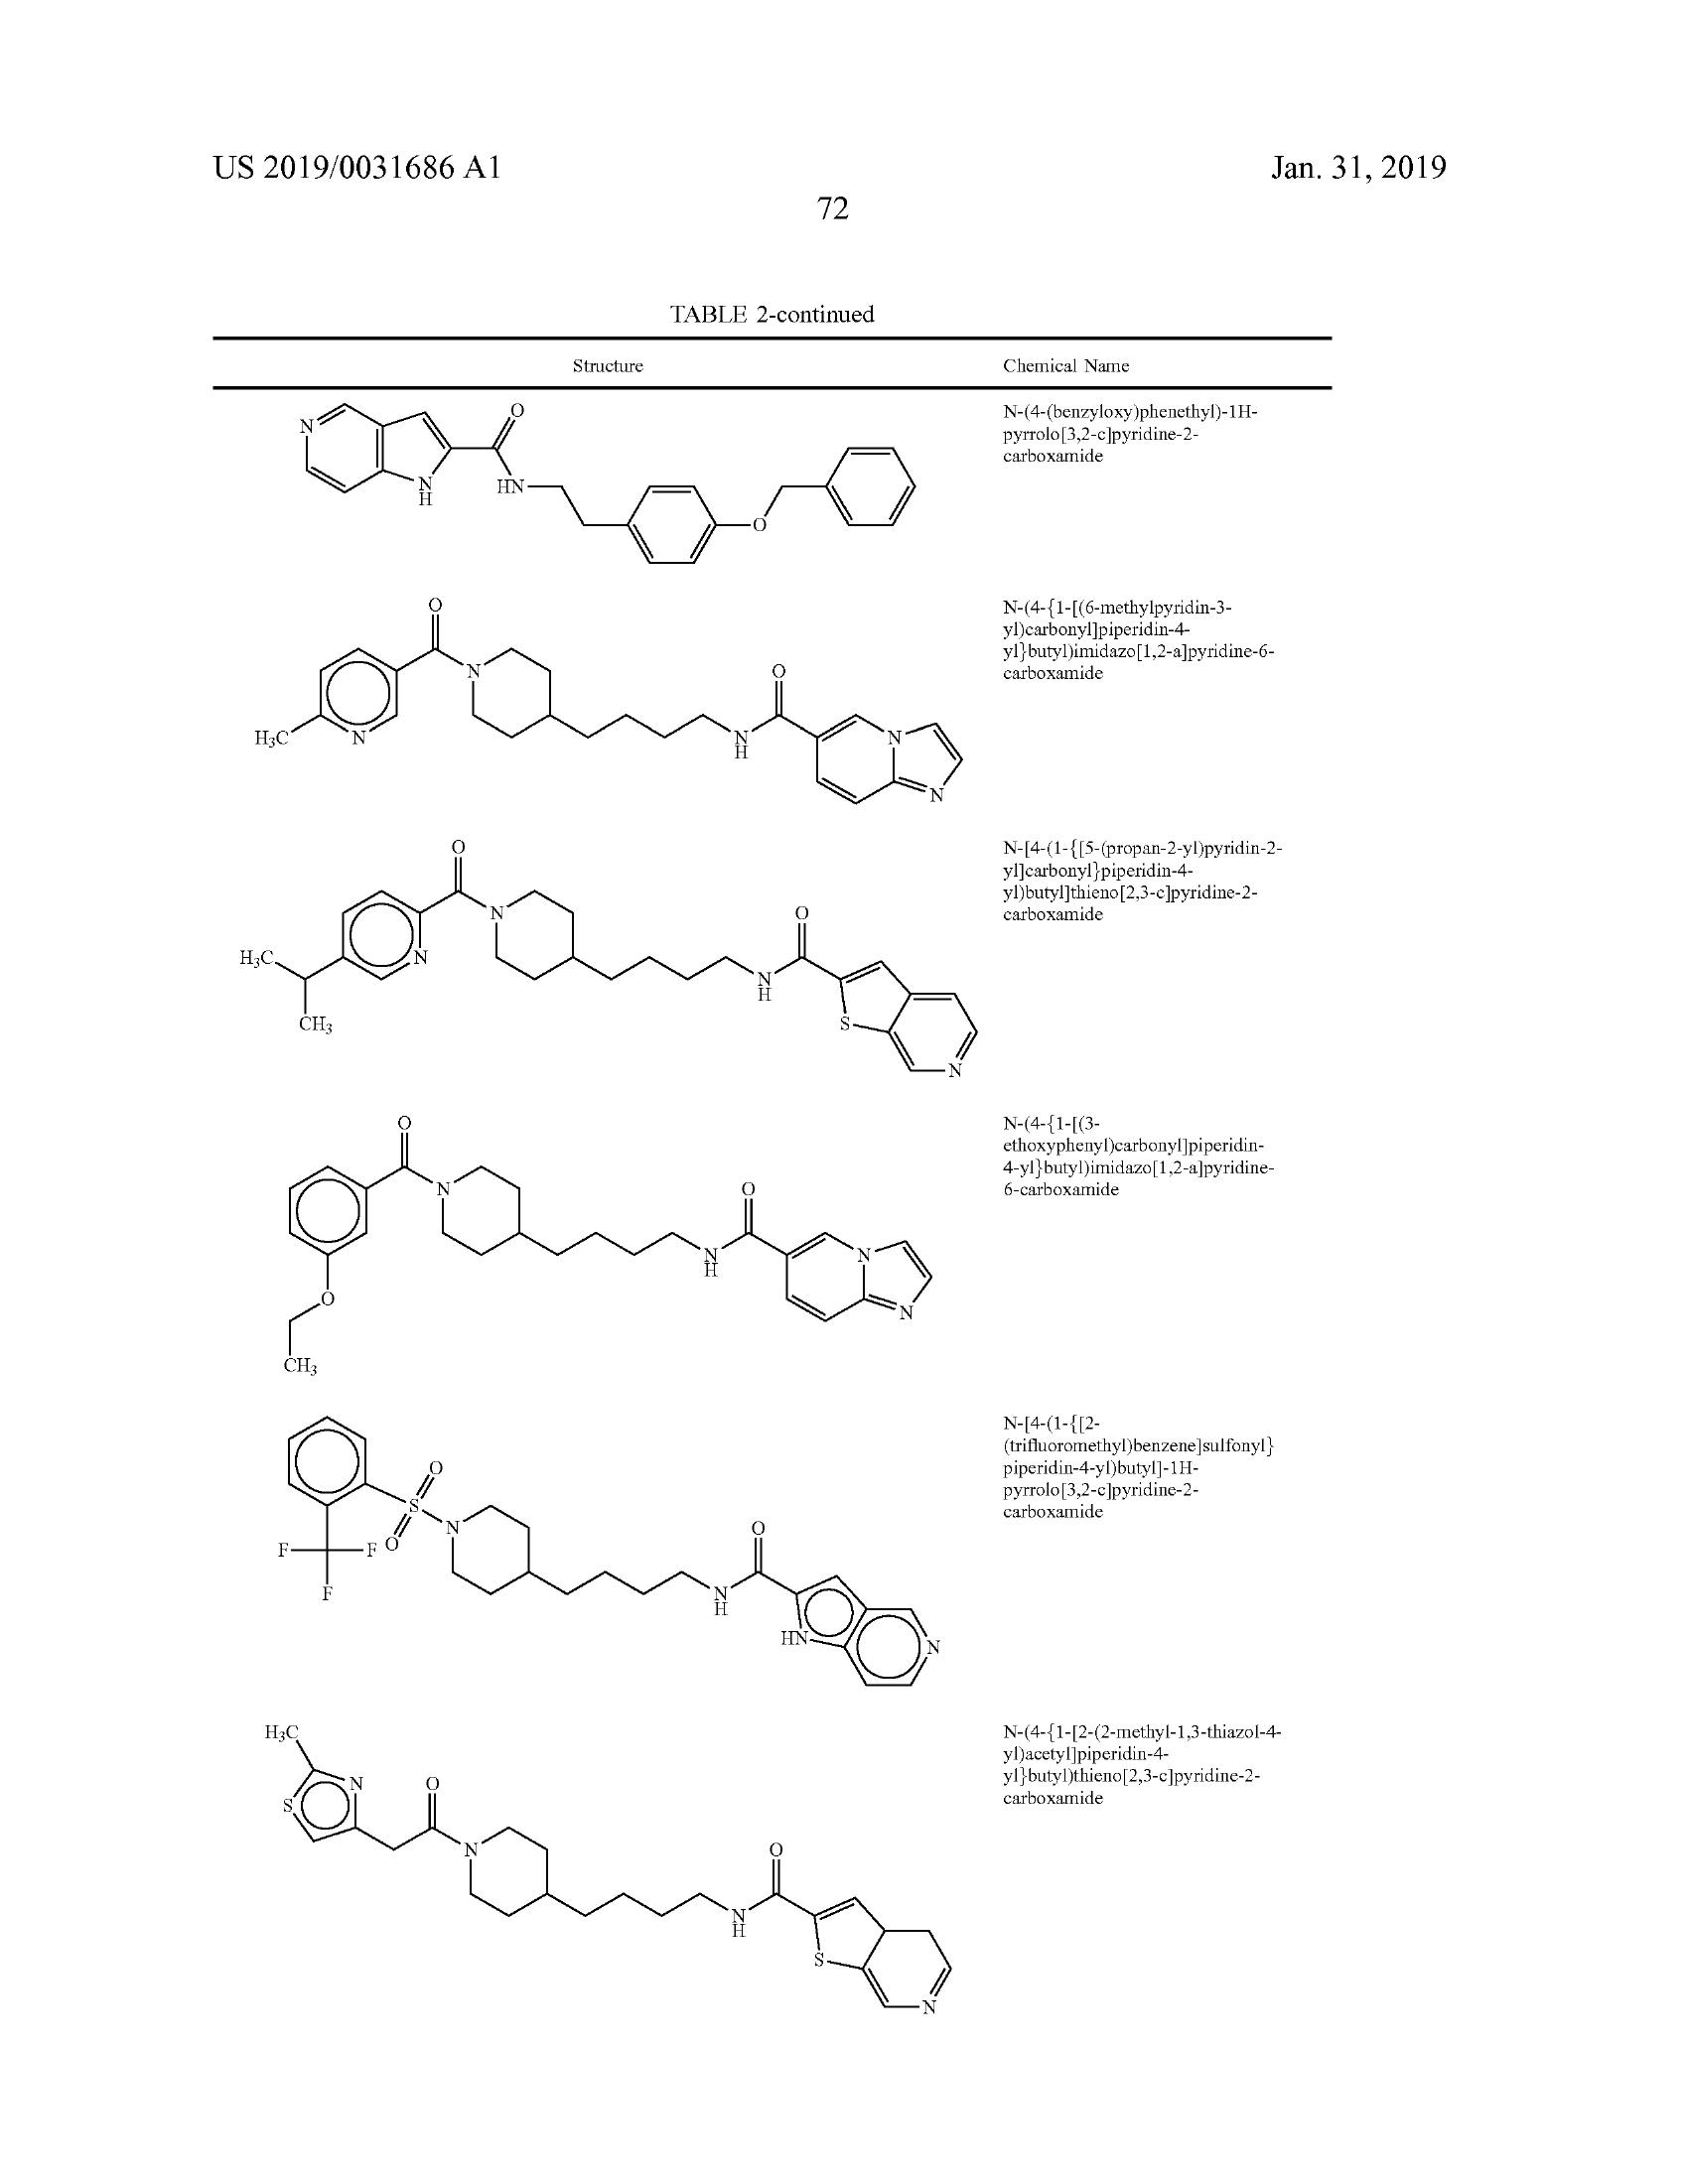 US 2019/0031686 A1
Jan. 31, 2019
72
TABLE 2-continued
Structure
Chemical Name
N
O
N
H
HN
O
N-(4-(benzyloxy)phenethyl)-1H-
pyrrolo[3,2-c]pyridine-2-
carboxamide
O
N
O
H₃C
N
N
H
N
N
N-(4-{1-[(6-methylpyridin-3-
yl)carbonyl]piperidin-4-
yl}butyl)imidazo[1,2-a]pyridine-6-
carboxamide
O
N
O
H₃C
N
N
H
CH₃
S
N
N-[4-(1-{[5-(propan-2-yl)pyridin-2-
yl]carbonyl}piperidin-4-
yl)butyl]thieno[2,3-c]pyridine-2-
carboxamide
O
N
O
N
H
N
O
N
CH₃
N-(4-{1-[(3-
ethoxyphenyl)carbonyl]piperidin-
4-yl}butyl)imidazo[1,2-a]pyridine-
6-carboxamide
O
S
N
O
F
F
O
F
N
H
HN
N
N-[4-(1-{[2-
(trifluoromethyl)benzene]sulfonyl}
piperidin-4-yl)butyl]-1H-
pyrrolo[3,2-c]pyridine-2-
carboxamide
H₃C
N
O
S
N
O
N
H
S
N
N-(4-{1-[2-(2-methyl-1,3-thiazol-4-
yl)acetyl]piperidin-4-
yl}butyl)thieno[2,3-c]pyridine-2-
carboxamide